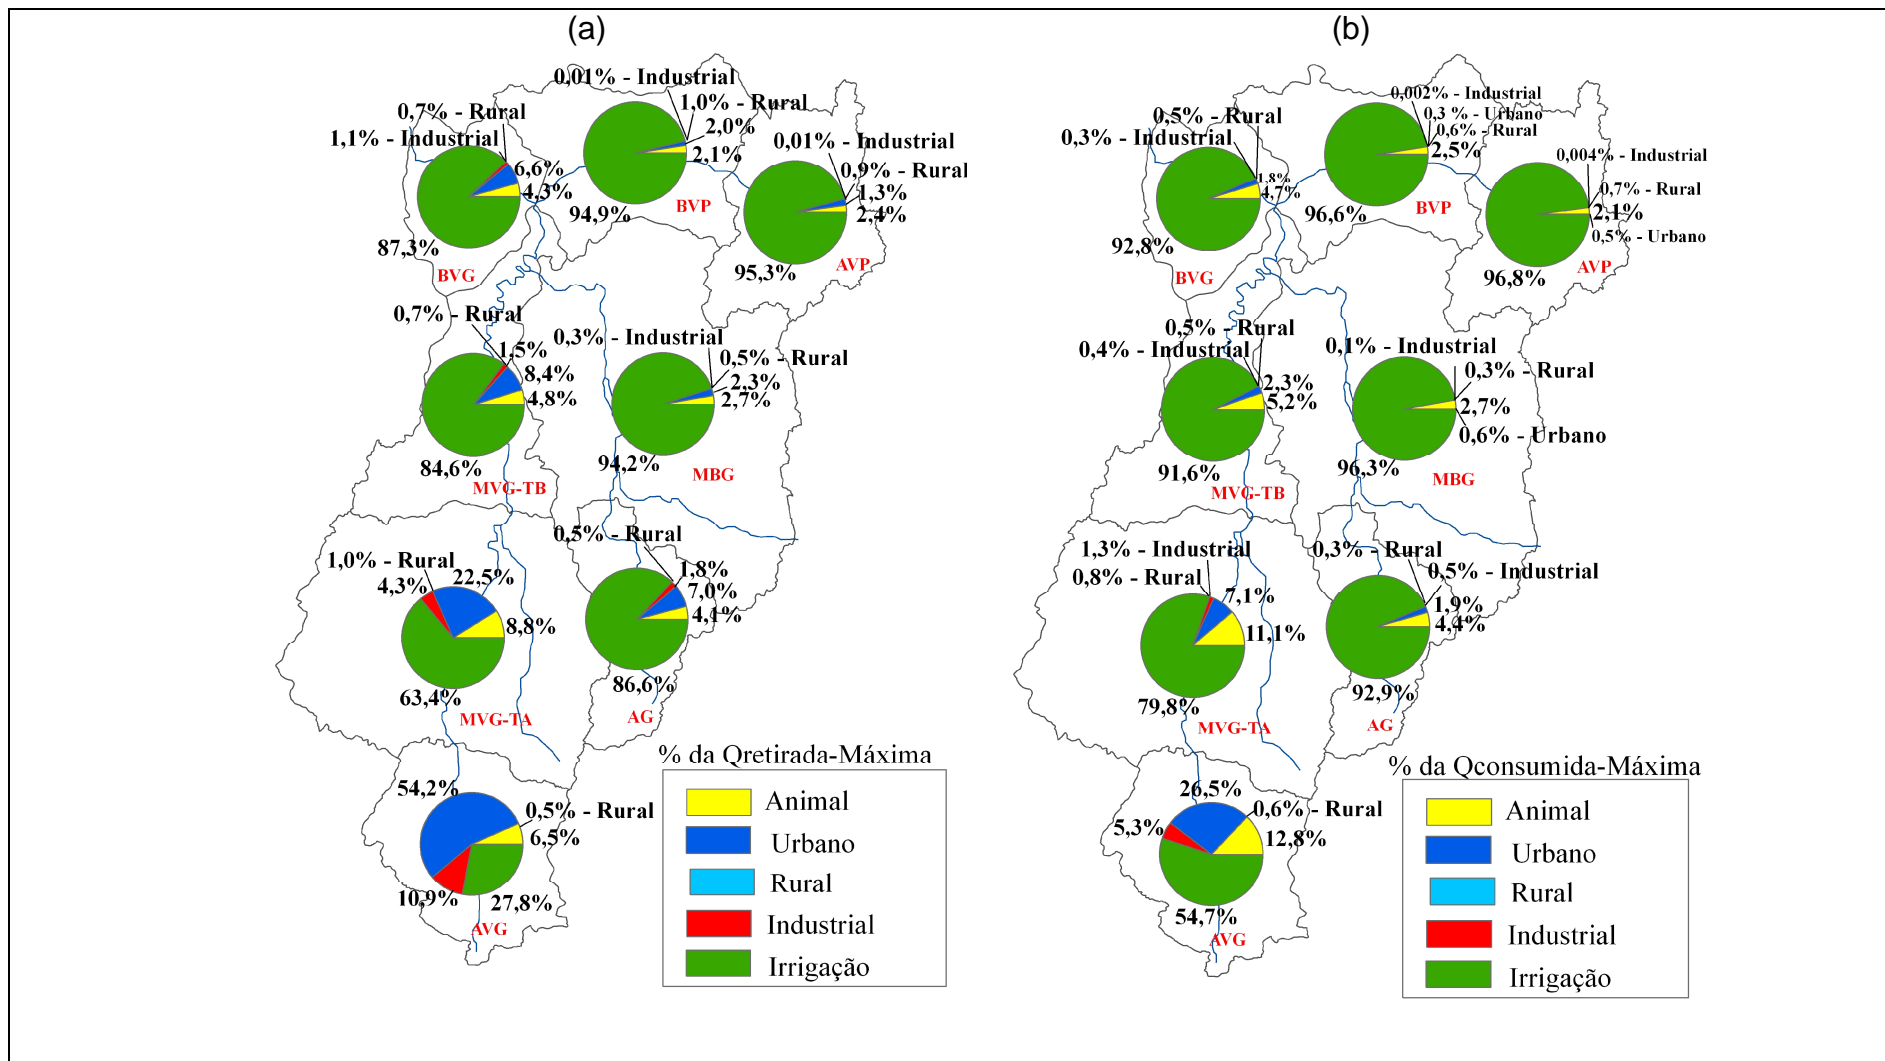 (a)
0,01% - Industrial
1,0% - Rural
2,0%
2,1%
94,9%
BVP
0,7% - Rural
1,1% - Industrial
6,6%
4,3%
87,3%
BVG
0,01% - Industrial
0,9% - Rural
1,3%
2,4%
95,3%
AVP
0,7% - Rural
1,5%
8,4%
4,8%
84,6%
MVG-TB
0,3% - Industrial
0,5% - Rural
2,3%
2,7%
94,2%
MBG
1,0% - Rural
4,3%
22,5%
8,8%
63,4%
MVG-TA
0,5% - Rural
1,8%
7,0%
4,1%
86,6%
AG
54,2%
0,5% - Rural
6,5%
10,9%
27,8%
AVG
% da Qretirada-Máxima
Animal
Urbano
Rural
Industrial
Irrigação
(b)
0,002% - Industrial
0,3 % - Urbano
0,6% - Rural
2,5%
96,6%
BVP
0,5% - Rural
0,3% - Industrial
1,8%
4,7%
92,8%
BVG
0,004% - Industrial
0,7% - Rural
2,1%
0,5% - Urbano
96,8%
AVP
0,5% - Rural
0,4% - Industrial
2,3%
5,2%
91,6%
MVG-TB
0,1% - Industrial
0,3% - Rural
2,7%
0,6% - Urbano
96,3%
MBG
1,3% - Industrial
0,8% - Rural
7,1%
11,1%
79,8%
MVG-TA
0,3% - Rural
0,5% - Industrial
1,9%
4,4%
92,9%
AG
26,5%
0,6% - Rural
5,3%
12,8%
54,7%
AVG
% da Qconsumida-Máxima
Animal
Urbano
Rural
Industrial
Irrigação